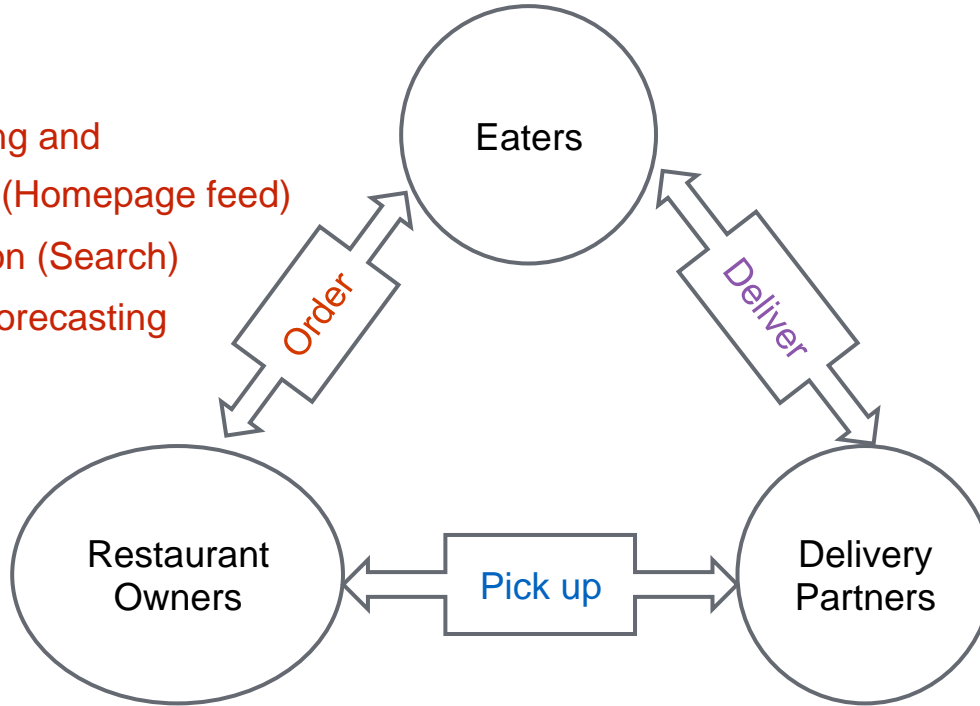 Eaters
ng and
(Homepage feed)
on (Search)
orecasting
Order
Deliver
Restaurant
Owners
Pick up
Delivery
Partners